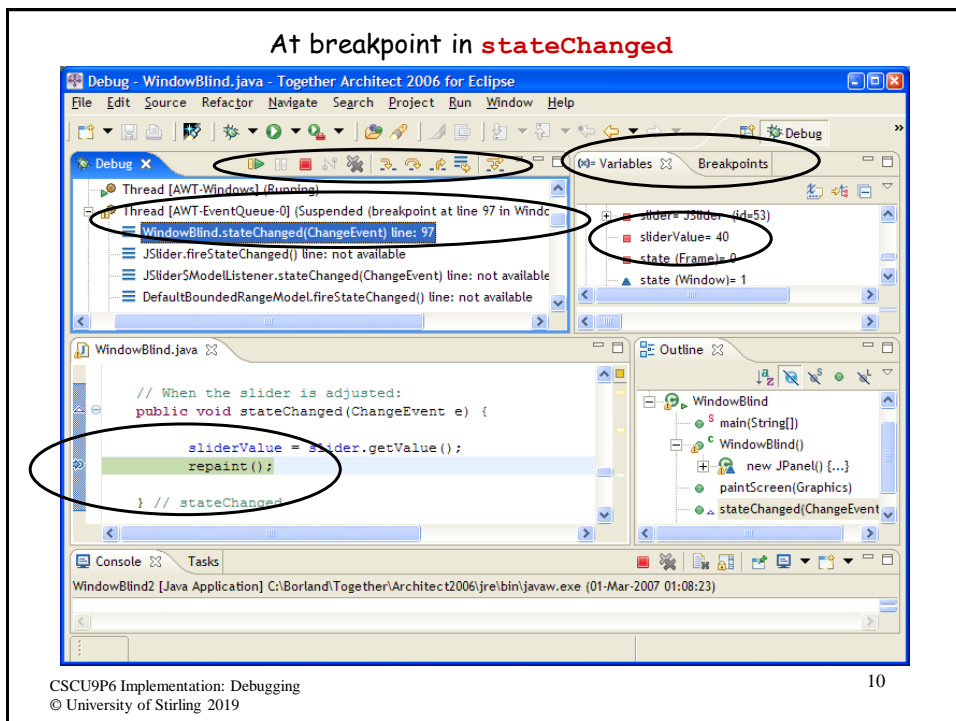 At breakpoint in stateChanged
Debug - WindowBlind.java - Together Architect 2006 for Eclipse
File Edit Source Refactor Navigate Search Project Run Window Help
Debug
»
Debug
Thread [AWT-Windows] (Running)
Thread [AWT-EventQueue-0] (Suspended (breakpoint at line 97 in Windo
WindowBlind.stateChanged(ChangeEvent) line: 97
JSlider.fireStateChanged() line: not available
JSlider$ModelListener.stateChanged(ChangeEvent) line: not available
DefaultBoundedRangeModel.fireStateChanged() line: not available
(x)= Variables Breakpoints
slider= JSlider (id=53)
sliderValue= 40
state (Frame)= 0
state (Window)= 1
WindowBlind.java
// When the slider is adjusted:
public void stateChanged(ChangeEvent e) {
sliderValue = slider.getValue();
repaint();
} // stateChanged
Outline
WindowBlind
main(String[])
WindowBlind()
new JPanel() {...}
paintScreen(Graphics)
stateChanged(ChangeEvent
Console Tasks
WindowBlind2 [Java Application] C:\Borland\Together\Architect2006\jre\bin\javaw.exe (01-Mar-2007 01:08:23)
CSCU9P6 Implementation: Debugging
© University of Stirling 2019
10